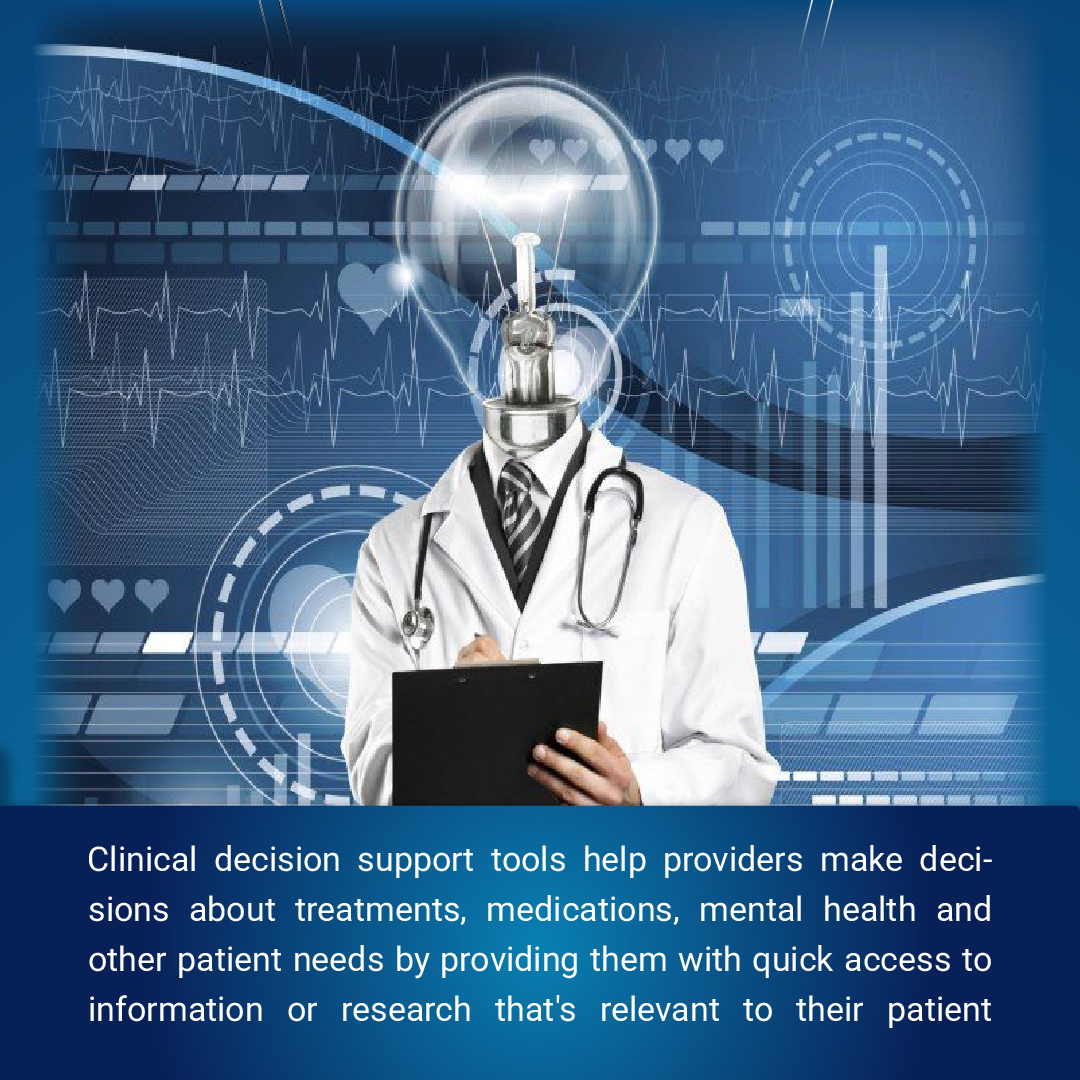 Clinical decision support tools help providers make deci-
sions about treatments, medications, mental health and
other patient needs by providing them with quick access to
information or research that's relevant to their patient